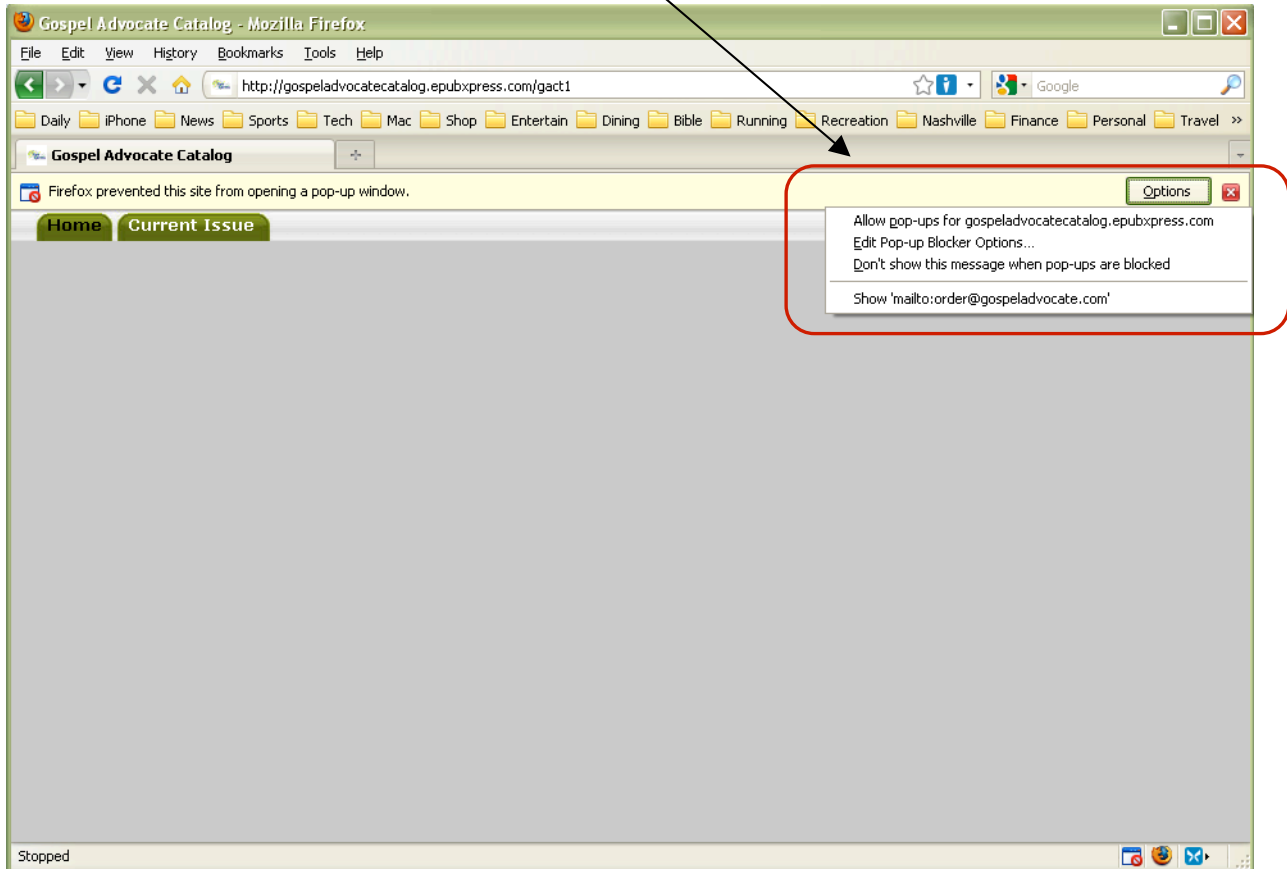 Gospel Advocate Catalog - Mozilla Firefox
File Edit View History Bookmarks Tools Help
http://gospeladvocatecatalog.epubxpress.com/gact1 Google
Daily iPhone News Sports Tech Mac Shop Entertain Dining Bible Running Recreation Nashville Finance Personal Travel »
Gospel Advocate Catalog
Firefox prevented this site from opening a pop-up window. Options
Home Current Issue
Allow pop-ups for gospeladvocatecatalog.epubxpress.com
Edit Pop-up Blocker Options...
Don't show this message when pop-ups are blocked
Show 'mailto:order@gospeladvocate.com'
Stopped